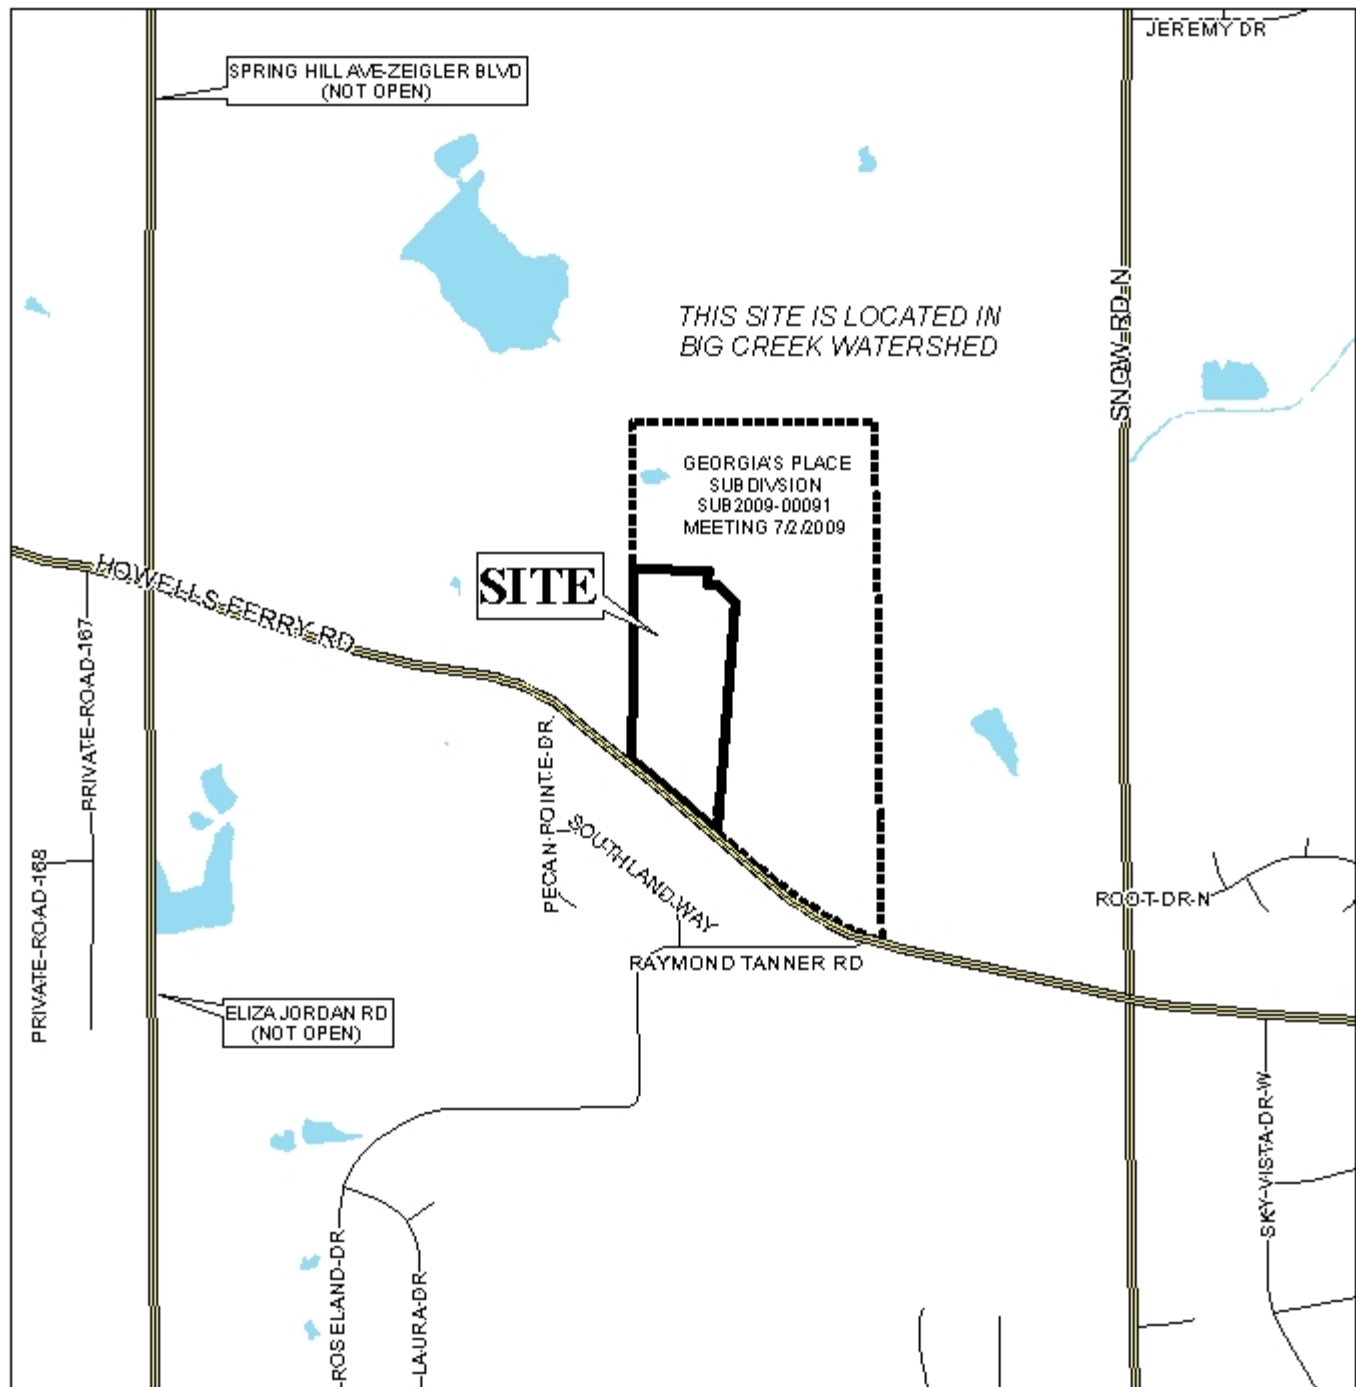 JEREMY DR
SPRING HILL AVE-ZEIGLER BLVD
(NOT OPEN)
SNOW RD N
THIS SITE IS LOCATED IN
BIG CREEK WATERSHED
GEORGIA'S PLACE
SUBDIVSION
SUB2009-00091
MEETING 7/2/2009
SITE
HOWELLS FERRY RD
PRIVATE-ROAD-167
PECAN-POINTE-DR
SOUTHLAND-WAY
PRIVATE-ROAD-168
ROOT-DR-N
RAYMOND TANNER RD
ELIZA JORDAN RD
(NOT OPEN)
SKY-VISTA-DR-W
ROSELAND-DR
LAURA-DR